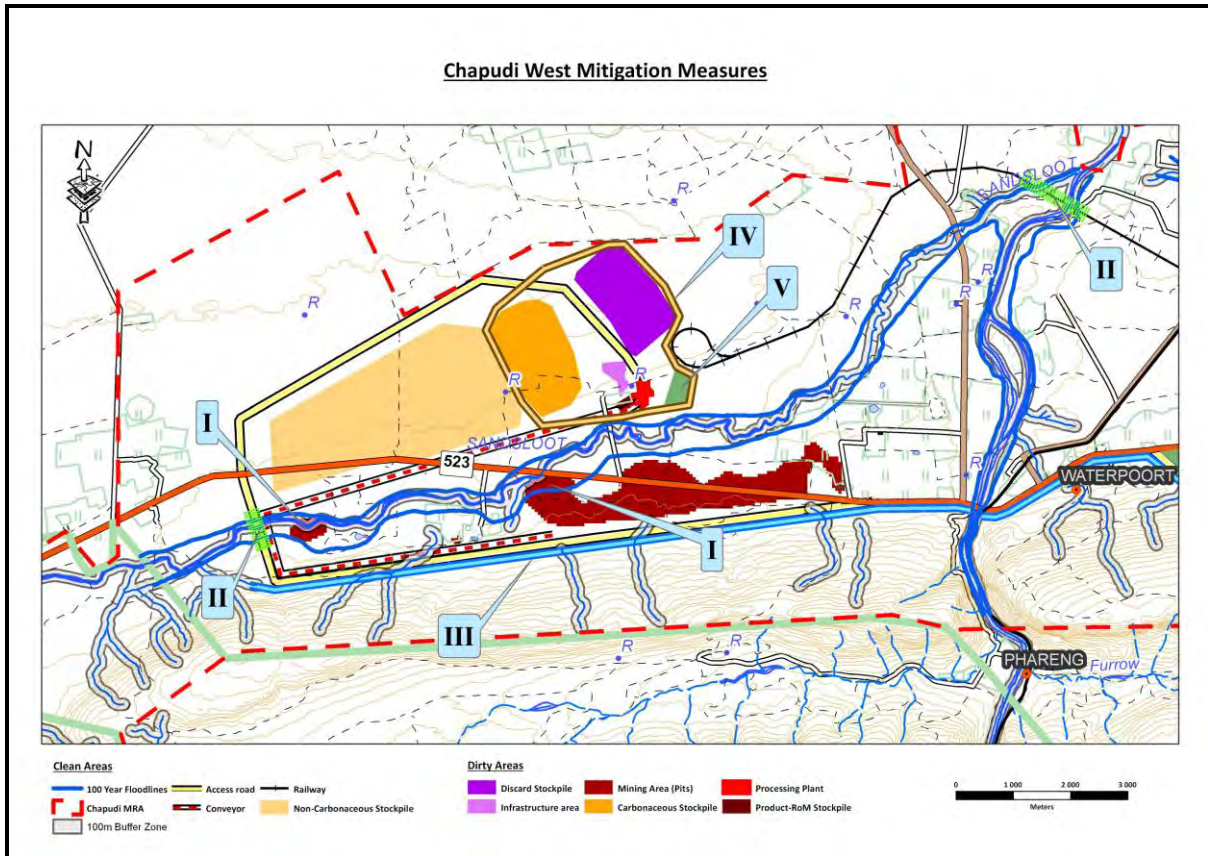 Chapudi West Mitigation Measures
N
SANDSLOOT
R
IV
II
V
R
R
R
R
R
R
I
SANDSLOOT
523
R
WATERPOORT
I
II
III
R
R
PHARENG
Furrow
Clean Areas
Dirty Areas
100 Year Floodlines
Access road
Railway
Discard Stockpile
Mining Area (Pits)
Processing Plant
Chapudi MRA
Conveyor
Non-Carbonaceous Stockpile
Infrastructure area
Carbonaceous Stockpile
Product-RoM Stockpile
100m Buffer Zone
0 1 000 2 000 3 000
Meters